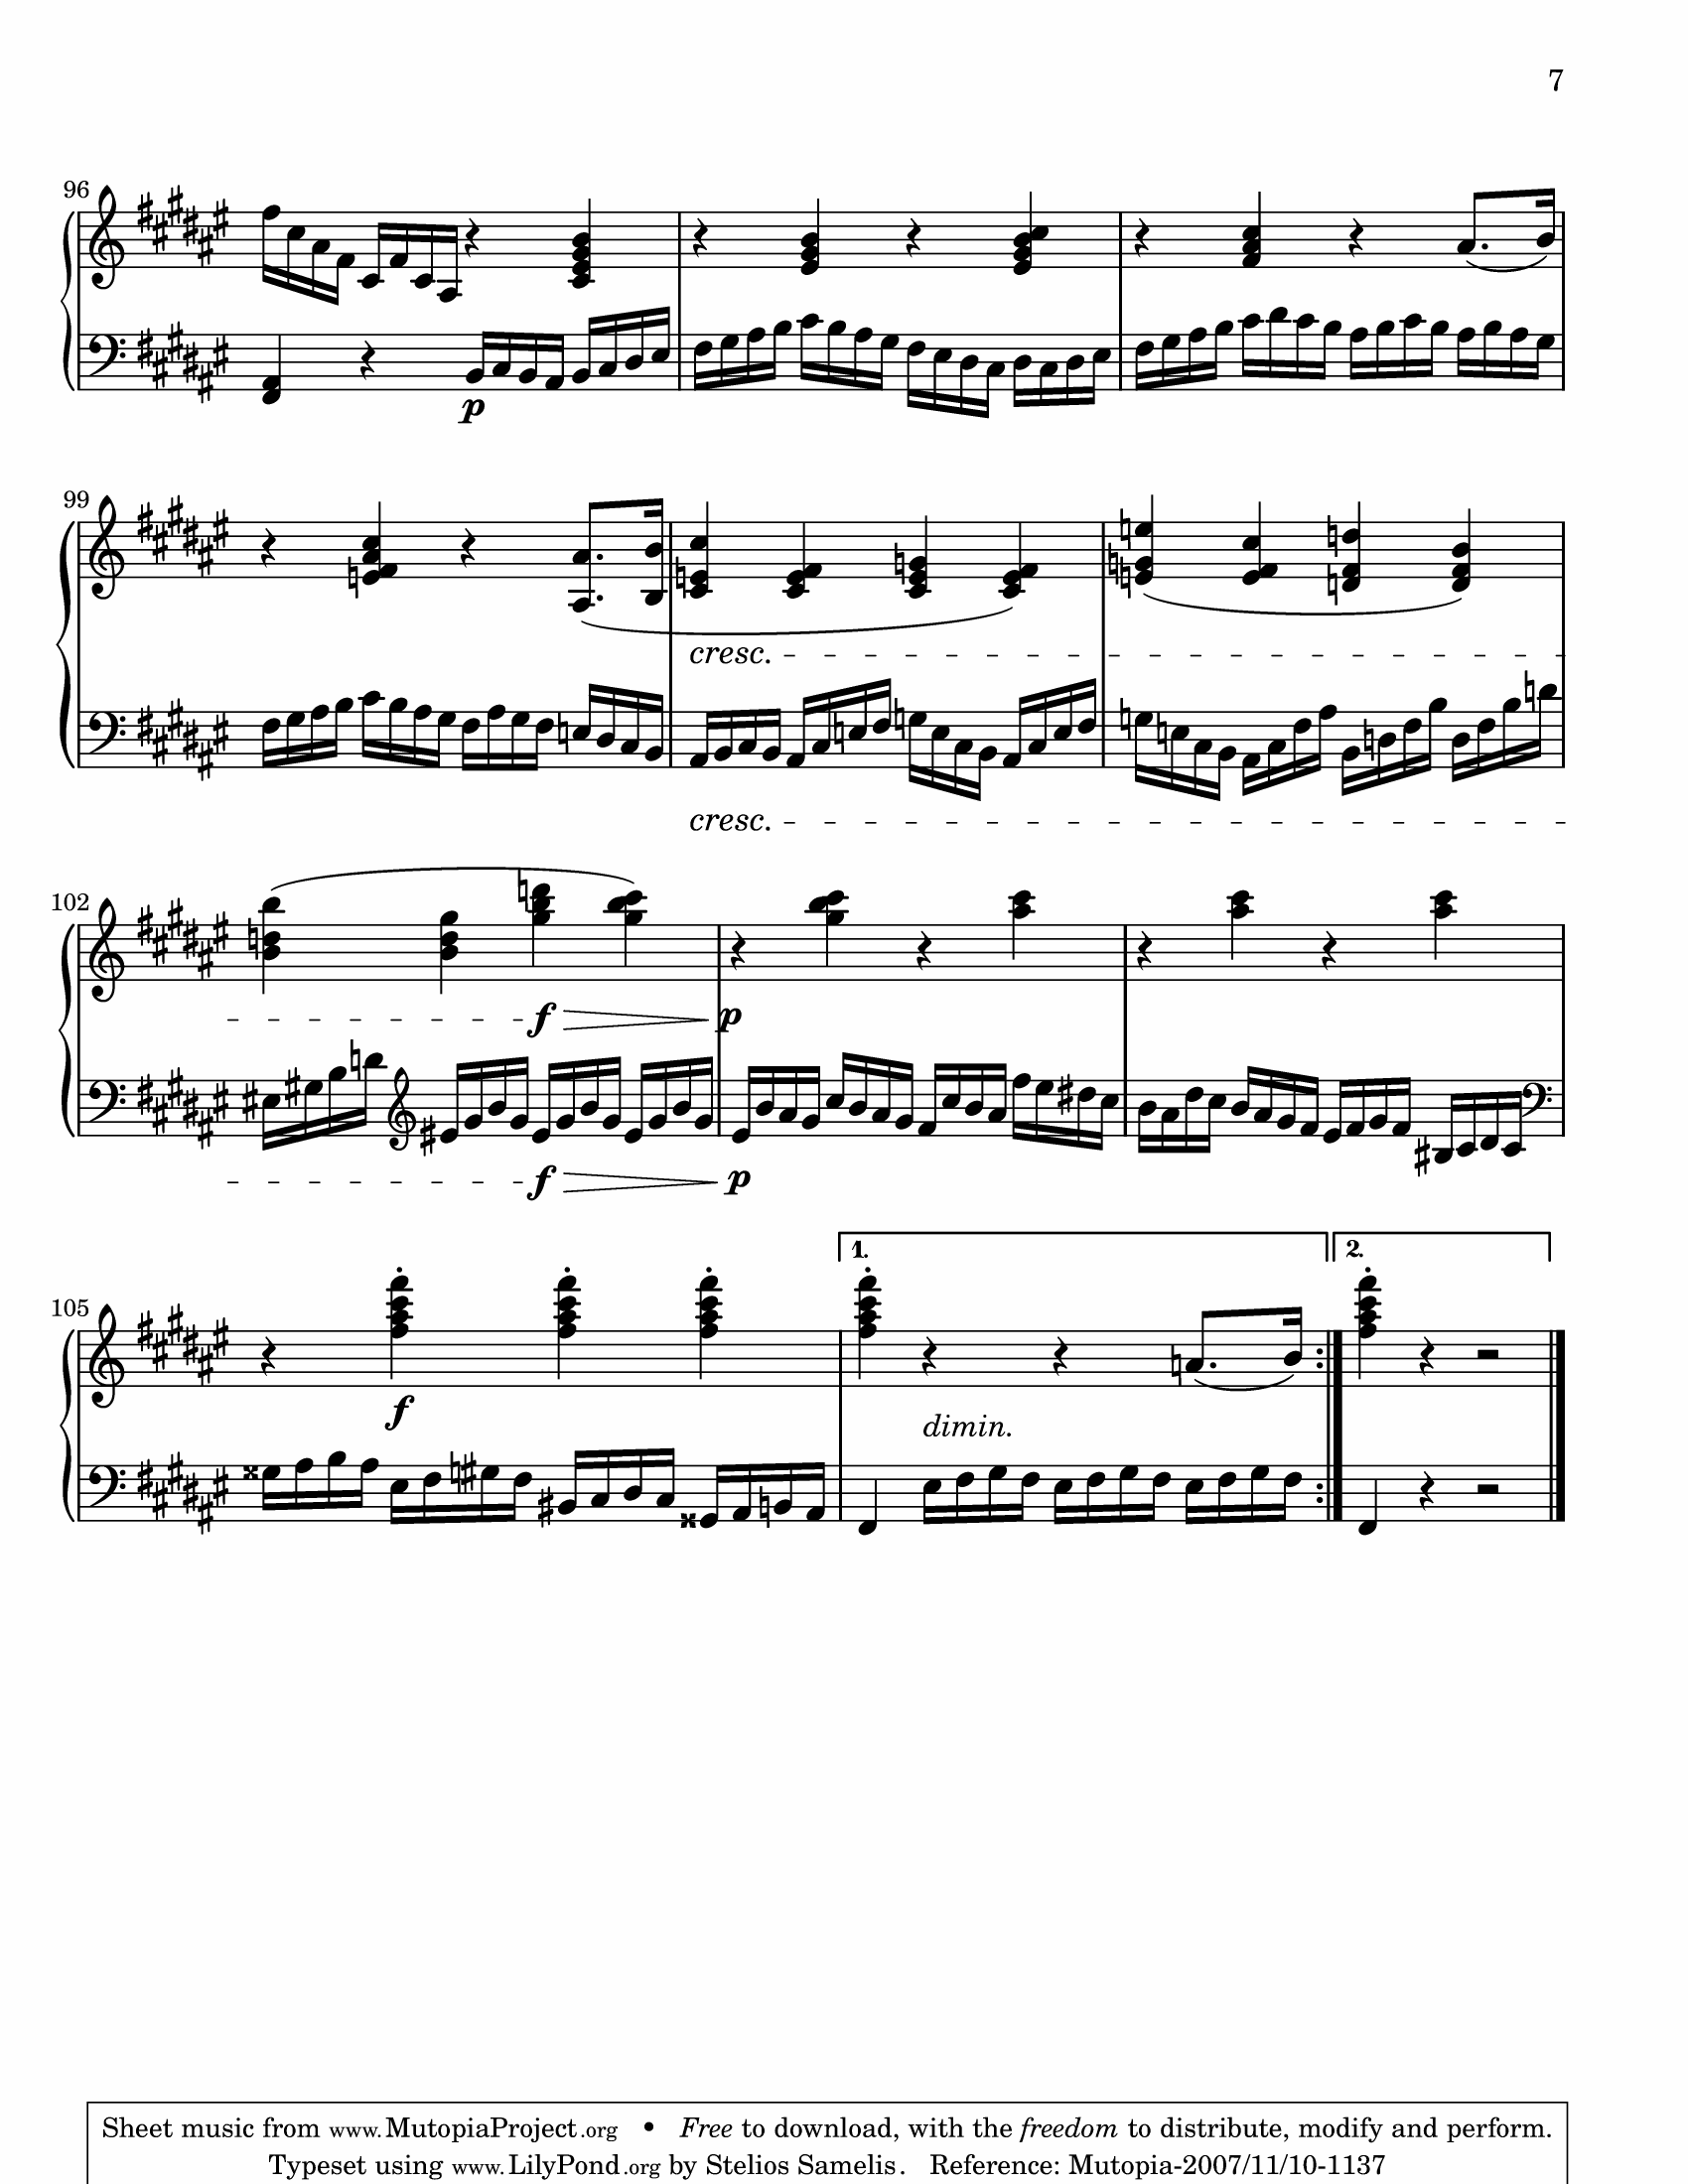 7
96
p
99
cresc.
cresc.
102
f p
f p
105
1. 2.
f
dimin.
Sheet music from www.MutopiaProject.org • Free to download, with the freedom to distribute, modify and perform.
Typeset using www.LilyPond.org by Stelios Samelis. Reference: Mutopia-2007/11/10-1137